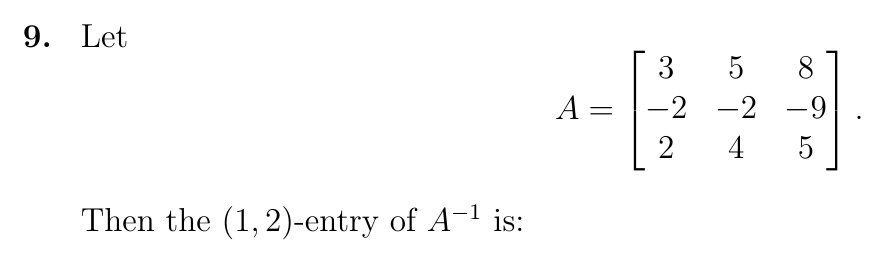 9. Let
A = [3 5 8
-2 -2 -9
2 4 5].
Then the (1, 2)-entry of A⁻¹ is: